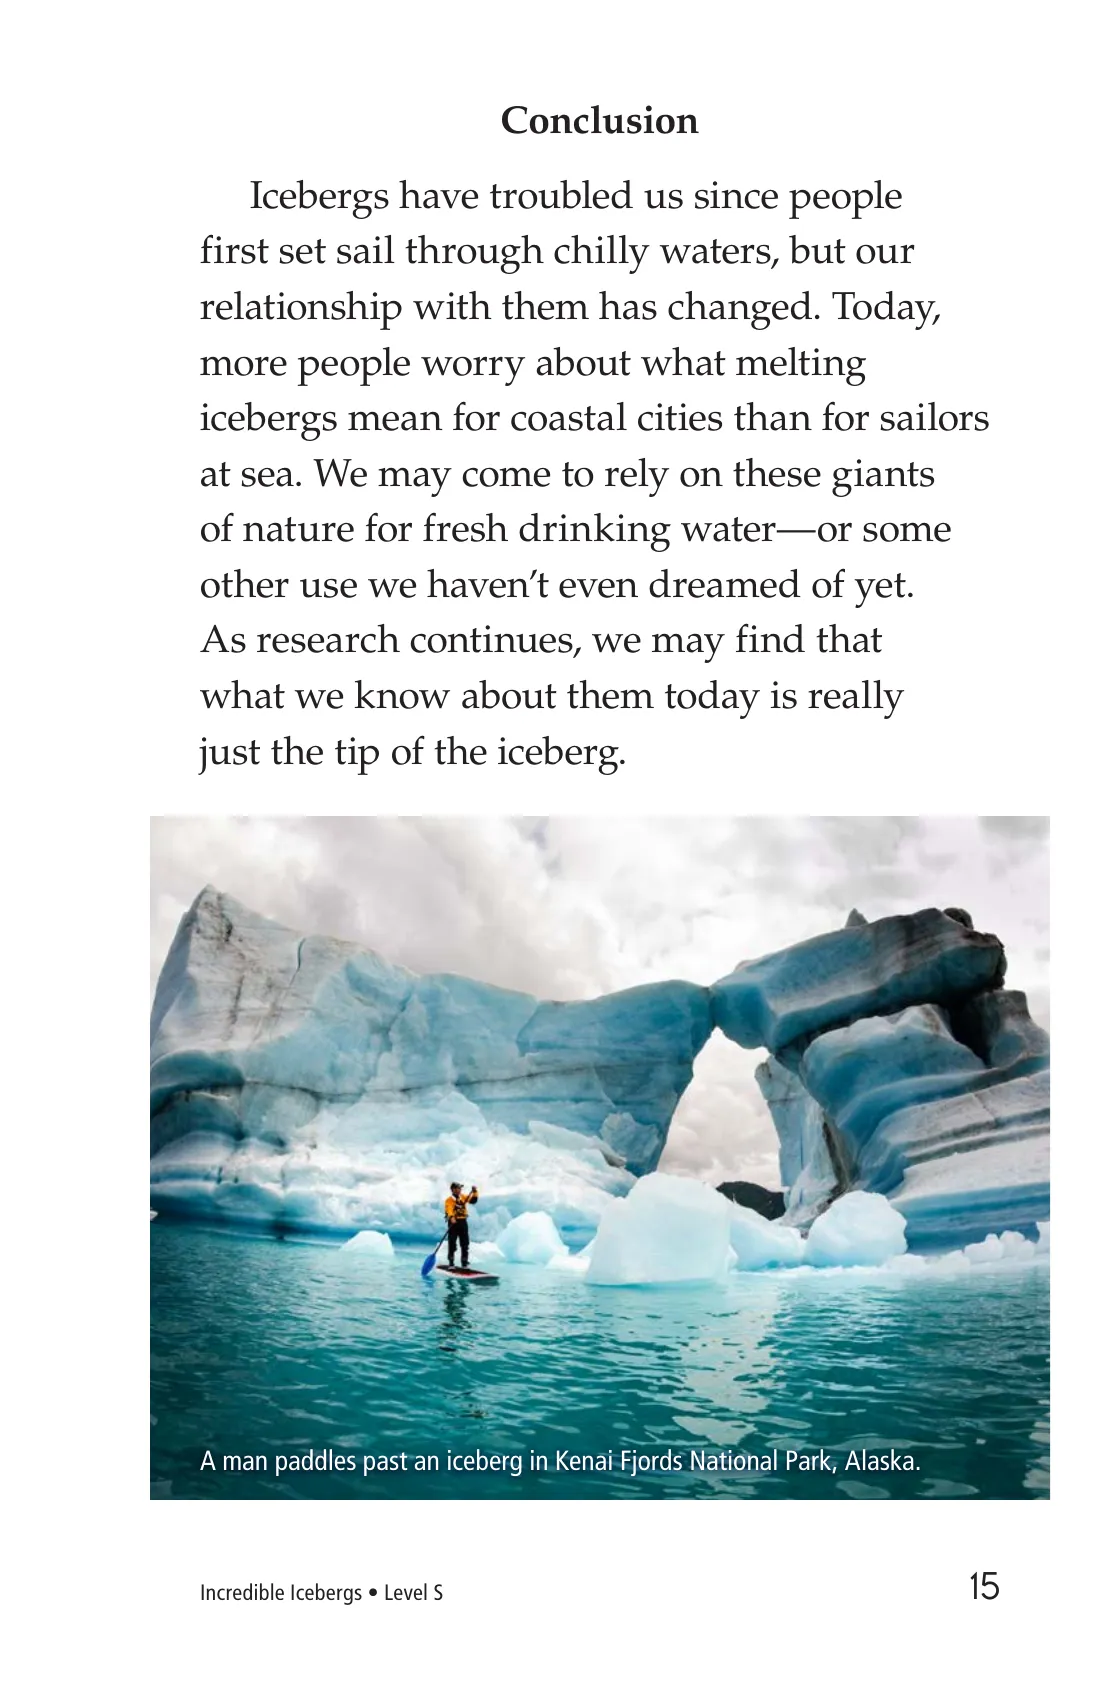 Conclusion
Icebergs have troubled us since people
first set sail through chilly waters, but our
relationship with them has changed. Today,
more people worry about what melting
icebergs mean for coastal cities than for sailors
at sea. We may come to rely on these giants
of nature for fresh drinking water—or some
other use we haven’t even dreamed of yet.
As research continues, we may find that
what we know about them today is really
just the tip of the iceberg.
A man paddles past an iceberg in Kenai Fjords National Park, Alaska.
Incredible Icebergs • Level S
15